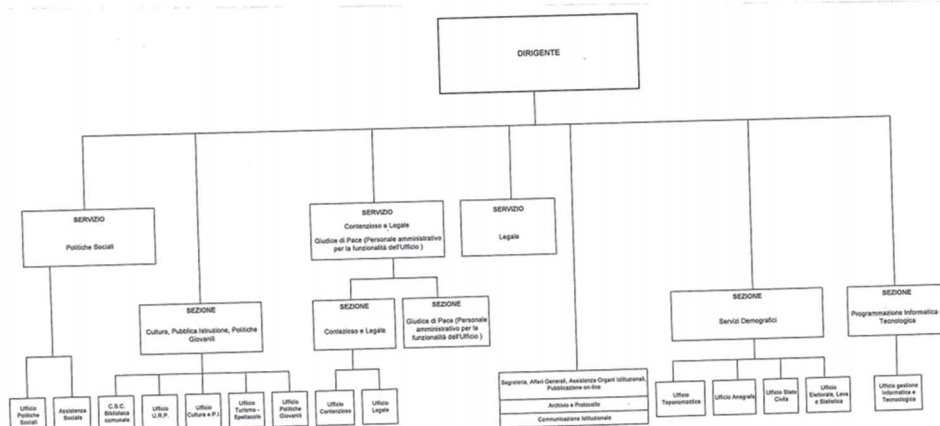 DIRIGENTE
SERVIZIO
Politiche Sociali
SERVIZIO
Contenzioso e Legale
Giudice di Pace (Personale amministrativo
per la funzionalità dell'Ufficio )
SERVIZIO
Legale
SEZIONE
Cultura, Pubblica Istruzione, Politiche
Giovanili
SEZIONE
Contezioso e Legale
SEZIONE
Giudice di Pace (Personale
amministrativo per la
funzionalità dell'Ufficio )
SEZIONE
Servizi Demografici
SEZIONE
Programmazione Informatica e
Tecnologica
Ufficio
Politiche
Sociali
Assistenza
Sociale
C.S.C.
Biblioteca
comunale
Ufficio
U.R.P.
Ufficio
Cultura e P.I.
Ufficio
Turismo -
Spettacolo
Ufficio
Politiche
Giovanili
Ufficio
Contenzioso
Ufficio
Legale
Segreteria, Affari Generali, Assistenza Organi Istituzionali,
Pubblicazione on-line
Archivio e Protocollo
Comunicazione Istituzionale
Ufficio
Toponomastica
Ufficio Anagrafe
Ufficio Stato
Civile
Ufficio
Elettorale, Leva
e Statistica
Ufficio gestione
Informatica e
Tecnologica